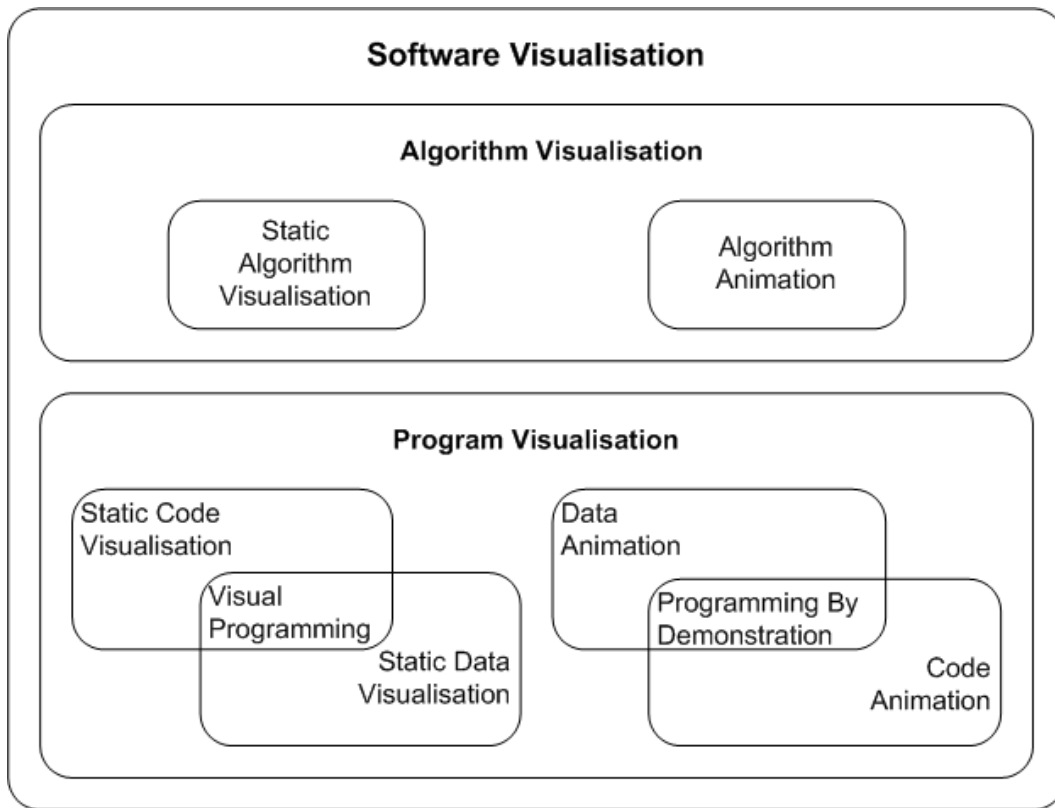 Software Visualisation
Algorithm Visualisation
Static
Algorithm
Visualisation
Algorithm
Animation
Program Visualisation
Static Code
Visualisation
Visual
Programming
Static Data
Visualisation
Data
Animation
Programming By
Demonstration
Code
Animation